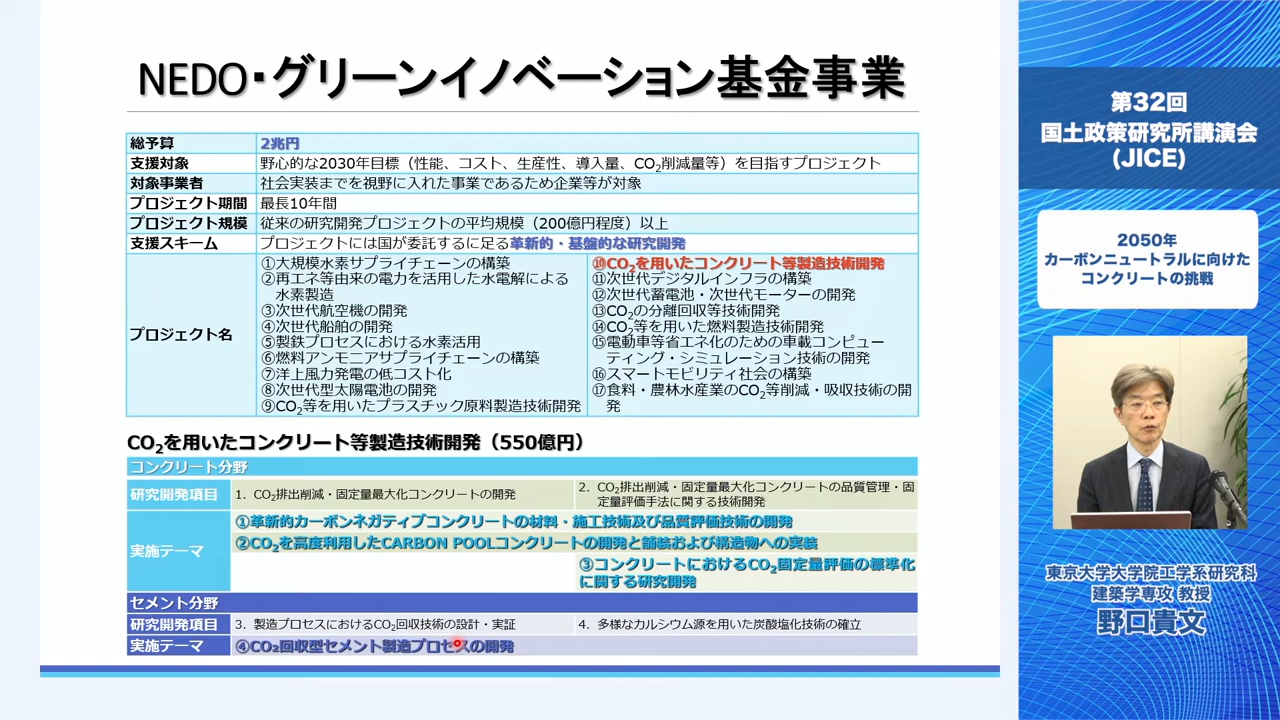 NEDO・グリーンイノベーション基金事業
総予算 2兆円
支援対象 野心的な2030年目標（性能、コスト、生産性、導入量、CO2削減量等）を目指すプロジェクト
対象事業者 社会実装までを視野に入れた事業であるため企業等が対象
プロジェクト期間 最長10年間
プロジェクト規模 従来の研究開発プロジェクトの平均規模（200億円程度）以上
支援スキーム プロジェクトには国が委託するに足る革新的・基盤的な研究開発
プロジェクト名
①大規模水素サプライチェーンの構築
②再エネ等由来の電力を活用した水電解による
水素製造
③次世代航空機の開発
④次世代船舶の開発
⑤製鉄プロセスにおける水素活用
⑥燃料アンモニアサプライチェーンの構築
⑦洋上風力発電の低コスト化
⑧次世代型太陽電池の開発
⑨CO2等を用いたプラスチック原料製造技術開発
⑩CO2を用いたコンクリート等製造技術開発
⑪次世代デジタルインフラの構築
⑫次世代蓄電池・次世代モーターの開発
⑬CO2の分離回収等技術開発
⑭CO2等を用いた燃料製造技術開発
⑮電動車等省エネ化のための車載コンピュー
ティング・シミュレーション技術の開発
⑯スマートモビリティ社会の構築
⑰食料・農林水産業のCO2等削減・吸収技術の開
発
CO2を用いたコンクリート等製造技術開発（550億円）
コンクリート分野
研究開発項目
1. CO2排出削減・固定量最大化コンクリートの開発
2. CO2排出削減・固定量最大化コンクリートの品質管理・固
定量評価手法に関する技術開発
実施テーマ
①革新的カーボンネガティブコンクリートの材料・施工技術及び品質評価技術の開発
②CO2を高度利用したCARBON POOLコンクリートの開発と舗装および構造物への実装
③コンクリートにおけるCO2固定量評価の標準化
に関する研究開発
セメント分野
研究開発項目 3. 製造プロセスにおけるCO2回収技術の設計・実証 4. 多様なカルシウム源を用いた炭酸塩化技術の確立
実施テーマ ④CO2回収型セメント製造プロセスの開発
第32回
国土政策研究所講演会
(JICE)
2050年
カーボンニュートラルに向けた
コンクリートの挑戦
東京大学大学院工学系研究科
建築学専攻 教授
野口貴文